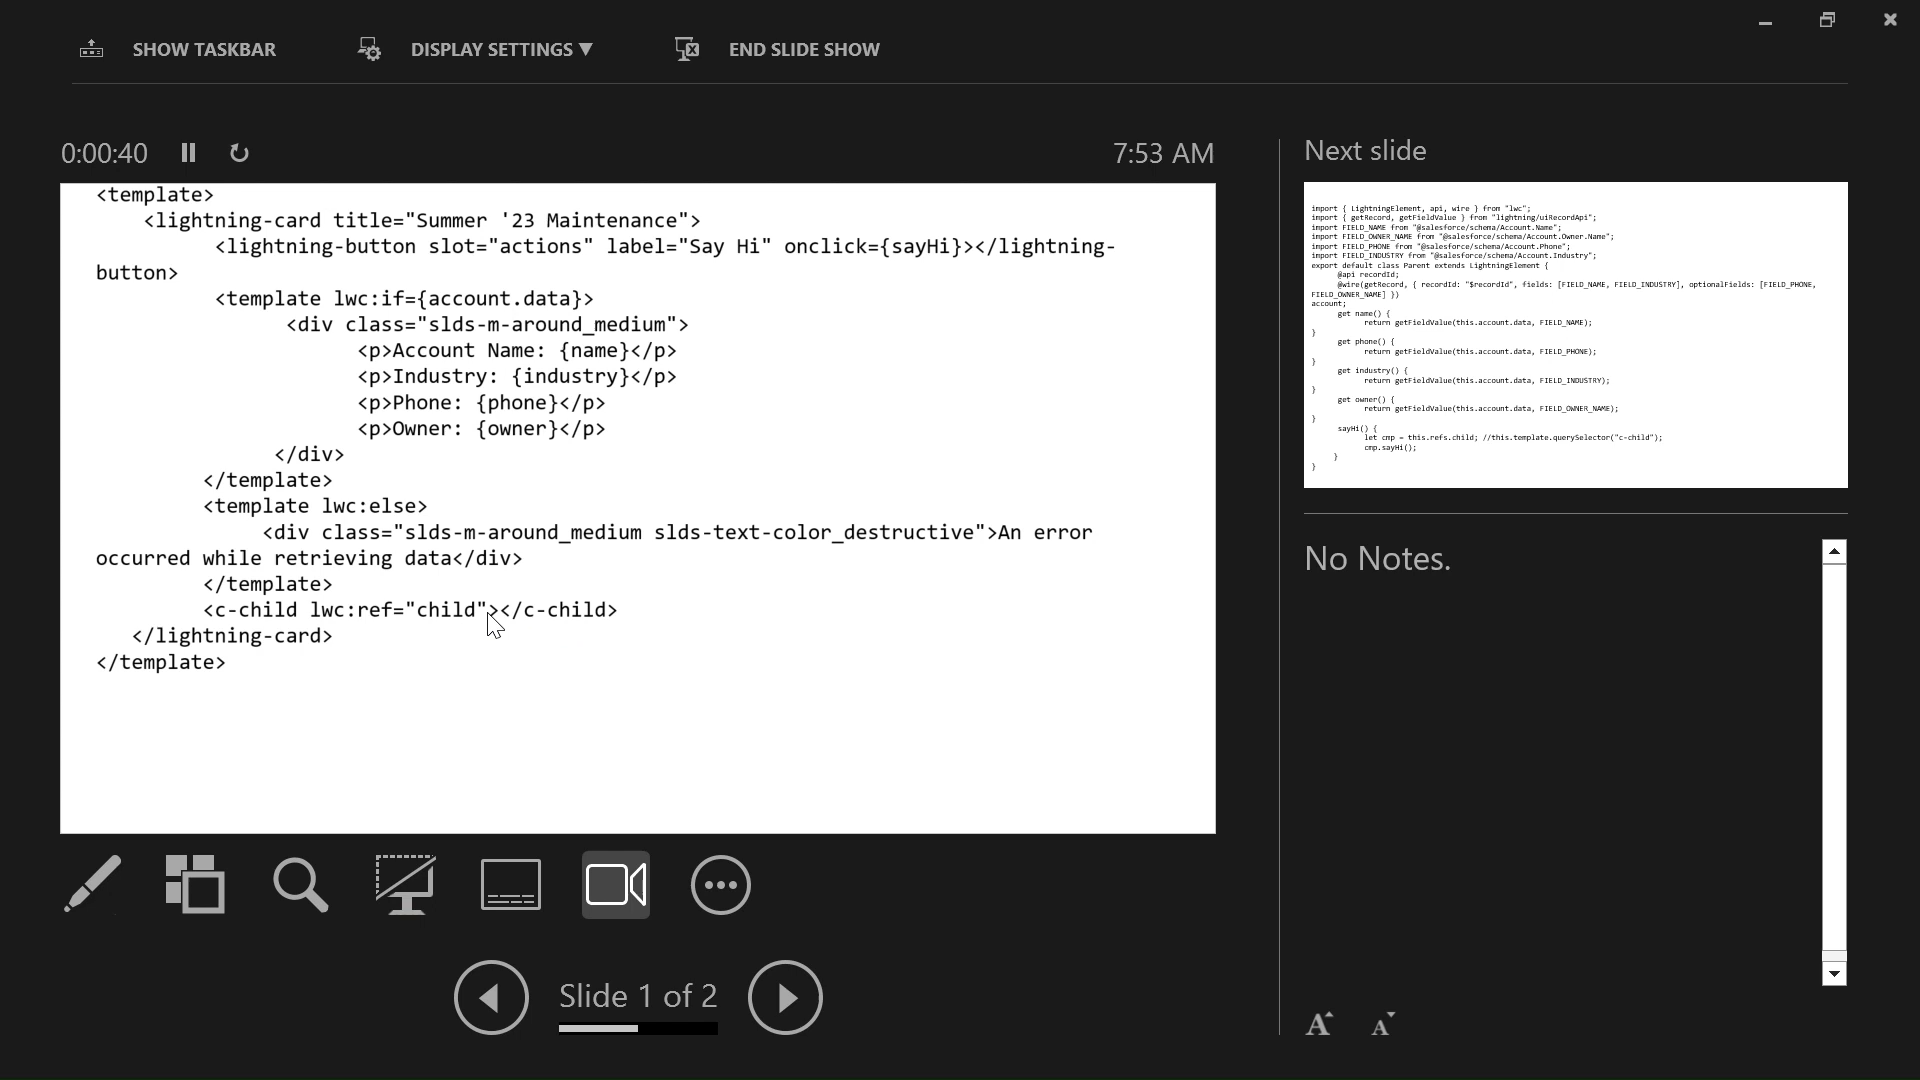 SHOW TASKBAR
DISPLAY SETTINGS ▼
END SLIDE SHOW
0:00:40
7:53 AM
<template>
<lightning-card title="Summer '23 Maintenance">
<lightning-button slot="actions" label="Say Hi" onclick={sayHi}></lightning-
button>
<template lwc:if={account.data}>
<div class="slds-m-around_medium">
<p>Account Name: {name}</p>
<p>Industry: {industry}</p>
<p>Phone: {phone}</p>
<p>Owner: {owner}</p>
</div>
</template>
<template lwc:else>
<div class="slds-m-around_medium slds-text-color_destructive">An error
occurred while retrieving data</div>
</template>
<c-child lwc:ref="child"></c-child>
</lightning-card>
</template>
Slide 1 of 2
Next slide
import { LightningElement, api, wire } from "lwc";
import { getRecord, getFieldValue } from "lightning/uiRecordApi";
import FIELD_NAME from "@salesforce/schema/Account.Name";
import FIELD_OWNER_NAME from "@salesforce/schema/Account.Owner.Name";
import FIELD_PHONE from "@salesforce/schema/Account.Phone";
import FIELD_INDUSTRY from "@salesforce/schema/Account.Industry";
export default class Parent extends LightningElement {
@api recordId;
@wire(getRecord, { recordId: "$recordId", fields: [FIELD_NAME, FIELD_INDUSTRY], optionalFields: [FIELD_PHONE,
FIELD_OWNER_NAME] })
account;
get name() {
return getFieldValue(this.account.data, FIELD_NAME);
}
get phone() {
return getFieldValue(this.account.data, FIELD_PHONE);
}
get industry() {
return getFieldValue(this.account.data, FIELD_INDUSTRY);
}
get owner() {
return getFieldValue(this.account.data, FIELD_OWNER_NAME);
}
sayHi() {
let cmp = this.refs.child; //this.template.querySelector("c-child");
cmp.sayHi();
}
}
No Notes.
A A